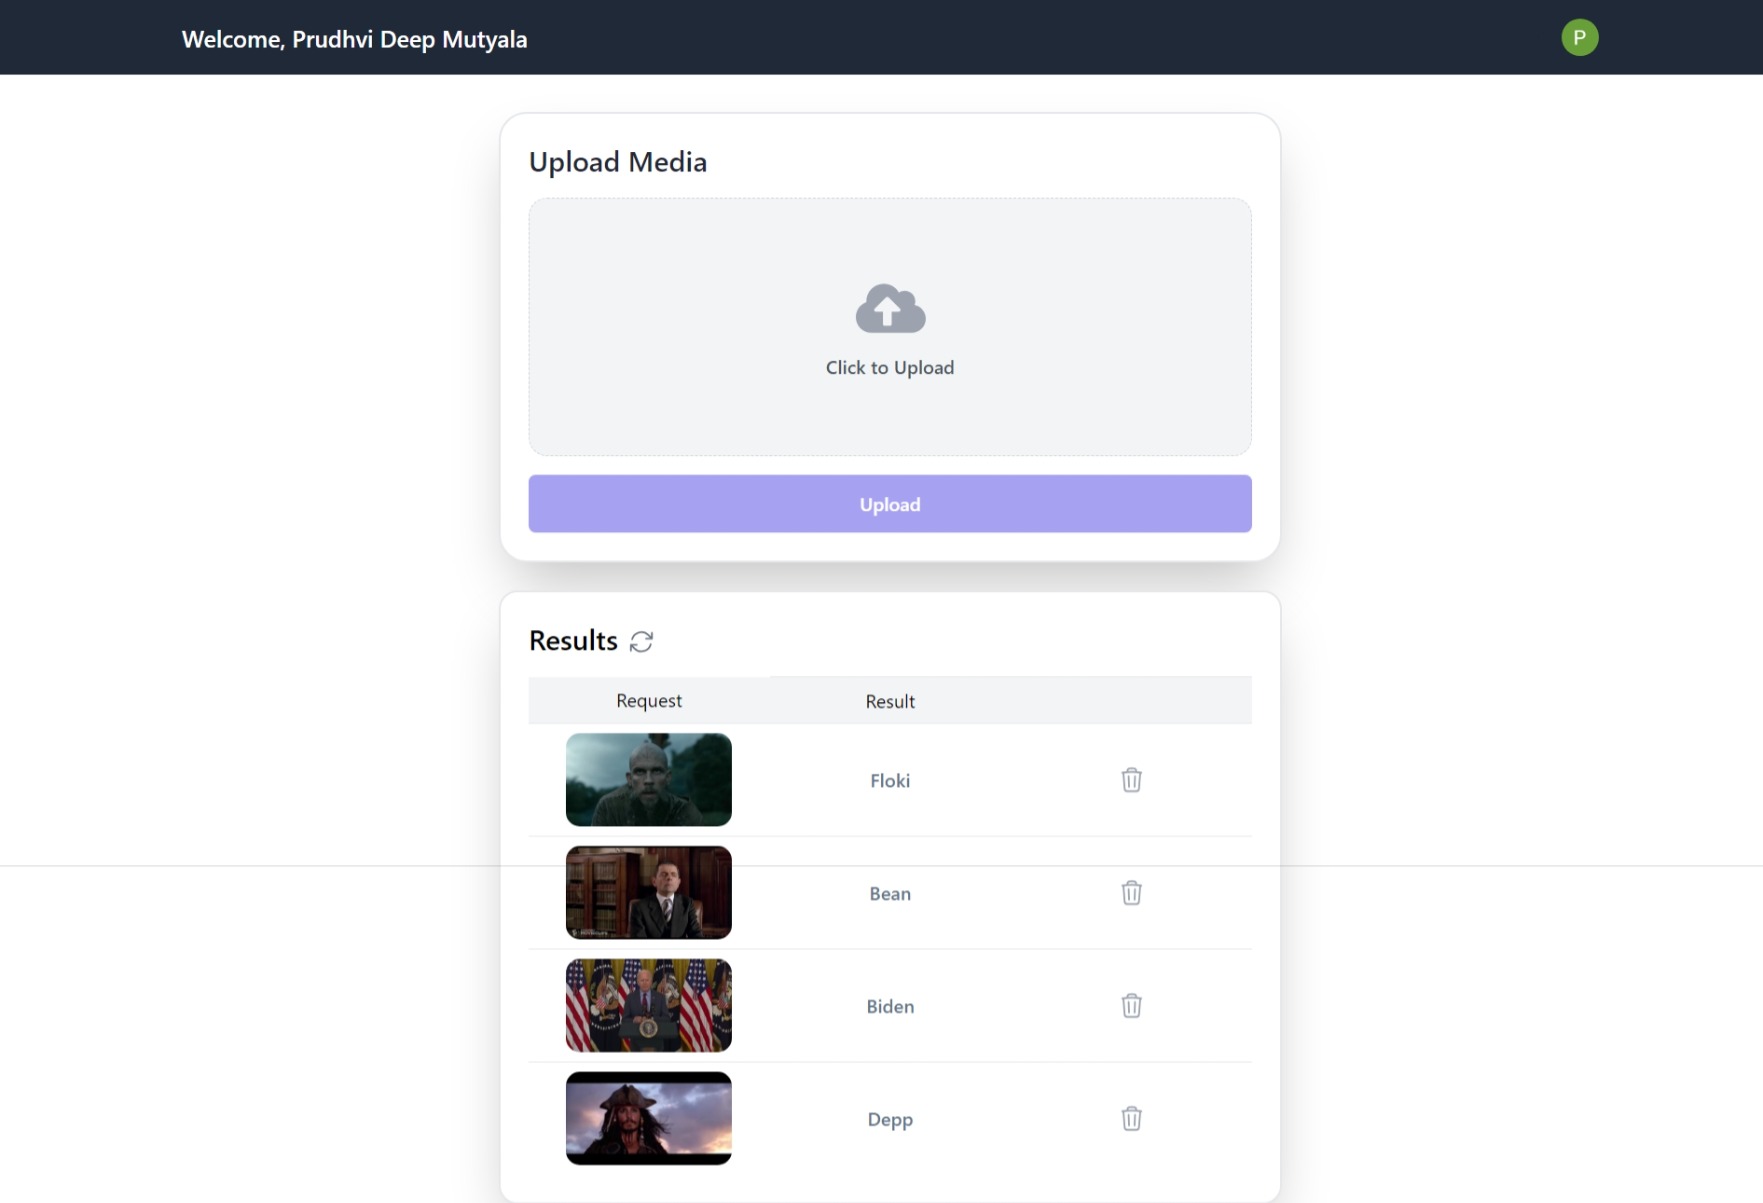 Welcome, Prudhvi Deep Mutyala
P
Upload Media
Click to Upload
Upload
Results
Request Result
Floki
Bean
Biden
Depp